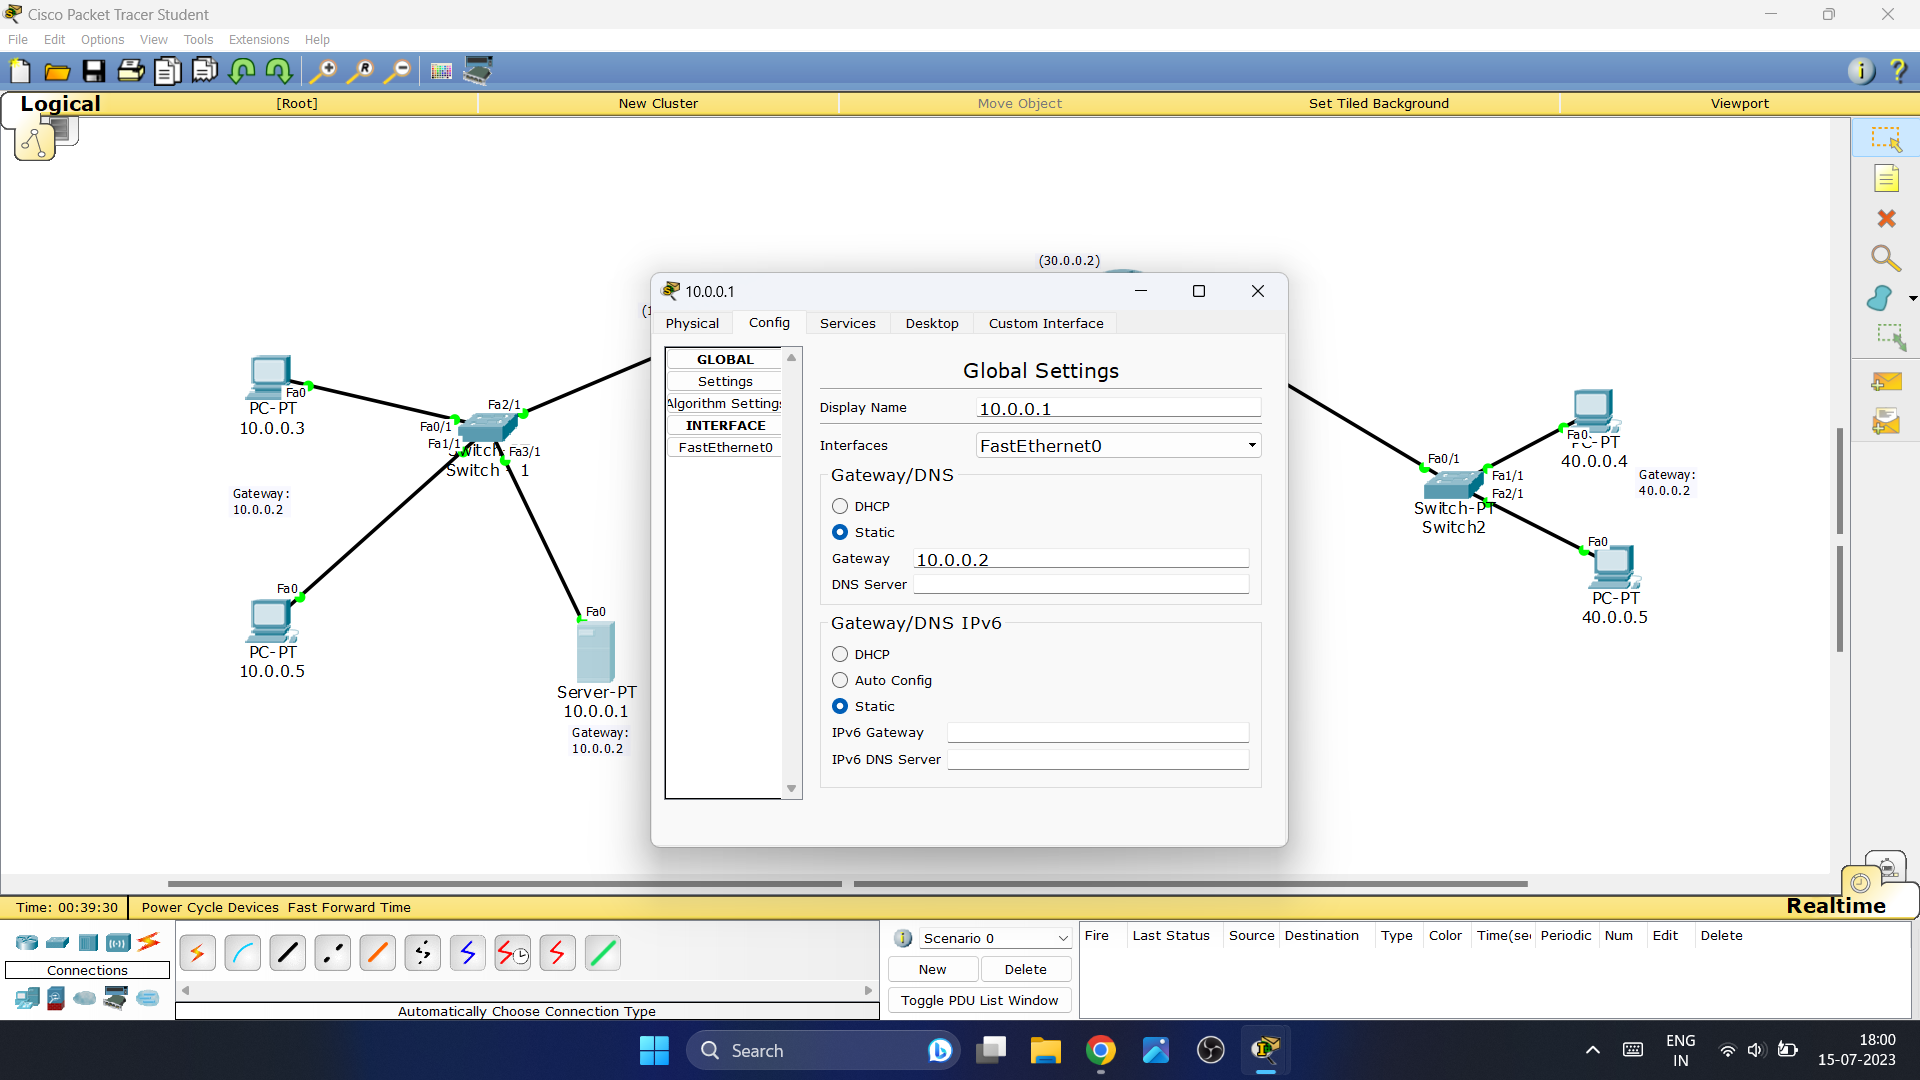 Cisco Packet Tracer Student
File Edit Options View Tools Extensions Help
Logical [Root] New Cluster Move Object Set Tiled Background Viewport
(30.0.0.2)
10.0.0.1
Physical Config Services Desktop Custom Interface
GLOBAL
Settings
Algorithm Settings
INTERFACE
FastEthernet0
Global Settings
Display Name 10.0.0.1
Interfaces FastEthernet0
Gateway/DNS
DHCP
Static
Gateway 10.0.0.2
DNS Server
Gateway/DNS IPv6
DHCP
Auto Config
Static
IPv6 Gateway
IPv6 DNS Server
Fa0
PC-PT
10.0.0.3
Fa2/1
Fa0/1
Fa1/1
Fa3/1
Switch - 1
Gateway:
10.0.0.2
Fa0
PC-PT
10.0.0.5
Fa0
Server-PT
10.0.0.1
Gateway:
10.0.0.2
Fa0/1
Fa1/1
Fa2/1
Switch-PT
Switch2
Fa0
PC-PT
40.0.0.4
Gateway:
40.0.0.2
Fa0
PC-PT
40.0.0.5
Time: 00:39:30 Power Cycle Devices Fast Forward Time
Realtime
Connections
Automatically Choose Connection Type
Scenario 0
New Delete
Toggle PDU List Window
Fire Last Status Source Destination Type Color Time(sec Periodic Num Edit Delete
Search
ENG
IN
18:00
15-07-2023